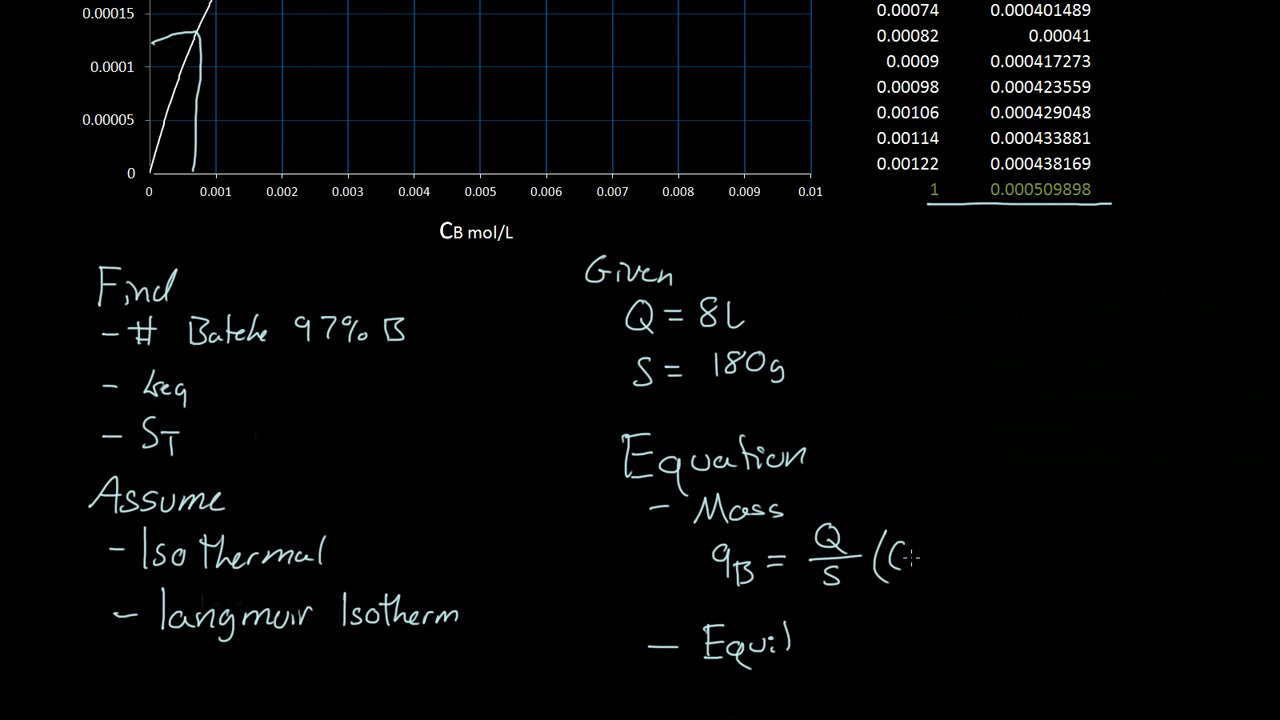 0.00015
0.0001
0.00005
0
0 0.001 0.002 0.003 0.004 0.005 0.006 0.007 0.008 0.009 0.01
CB mol/L
0.00074 0.000401489
0.00082 0.00041
0.0009 0.000417273
0.00098 0.000423559
0.00106 0.000429048
0.00114 0.000433881
0.00122 0.000438169
1 0.000509898
Find
- # Batche 97% B
- Leq
- ST
Assume
- Isothermal
- langmuir Isotherm
Given
Q = 8L
S = 180g
Equation
- Mass
qB = Q/S (C
- Equil